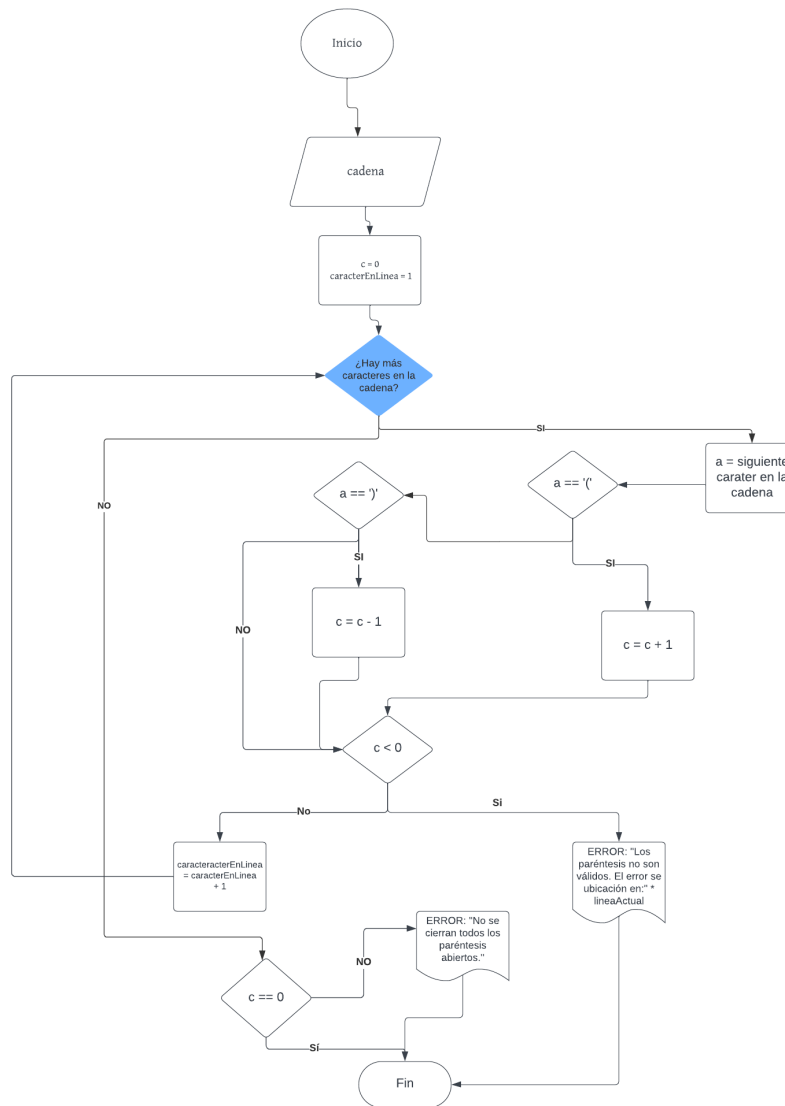 Inicio
cadena
c = 0
caracterEnLinea = 1
¿Hay más
caracteres en la
cadena?
SI
NO
a = siguiente
carater en la
cadena
a == '('
a == ')'
SI
SI
NO
c = c - 1
c = c + 1
c < 0
No
Si
caracteracterEnLinea
= caracterEnLinea
+ 1
ERROR: "Los
paréntesis no son
válidos. El error se
ubicación en:" *
lineaActual
ERROR: "No se
cierran todos los
paréntesis
abiertos."
NO
c == 0
Sí
Fin